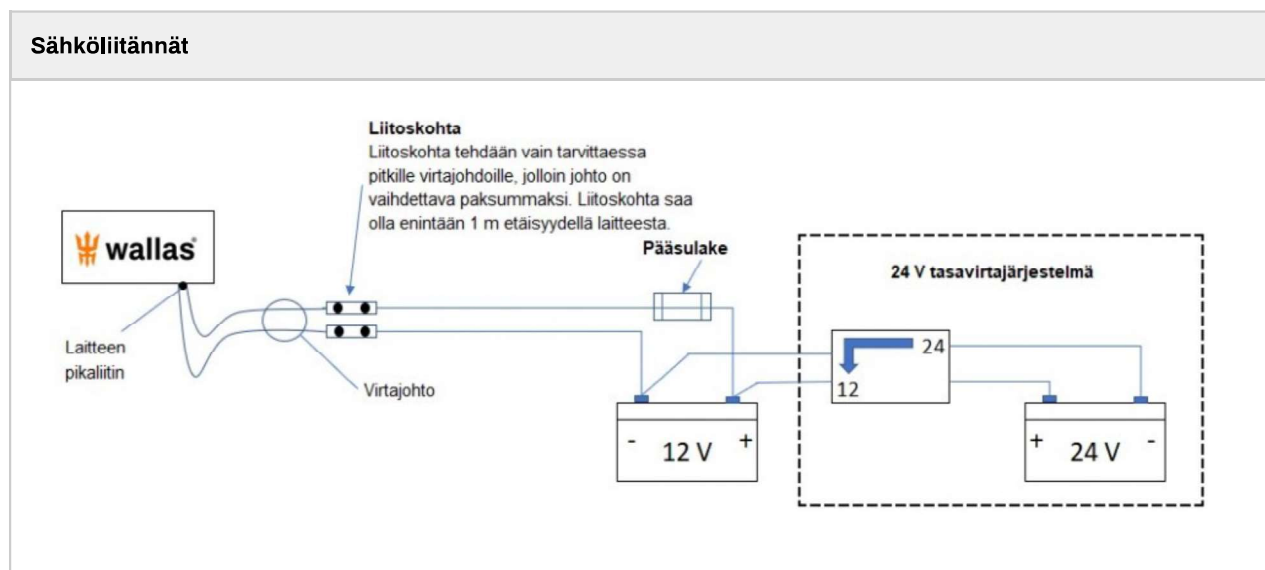 Sähköliitännät
Liitoskohta
Liitoskohta tehdään vain tarvittaessa
pitkille virtajohdoille, jolloin johto on
vaihdettava paksummaksi. Liitoskohta saa
olla enintään 1 m etäisyydellä laitteesta.
wallas
Pääsulake
24 V tasavirtajärjestelmä
Laitteen
pikaliitin
Virtajohto
24
12
- 12 V +
+ 24 V -